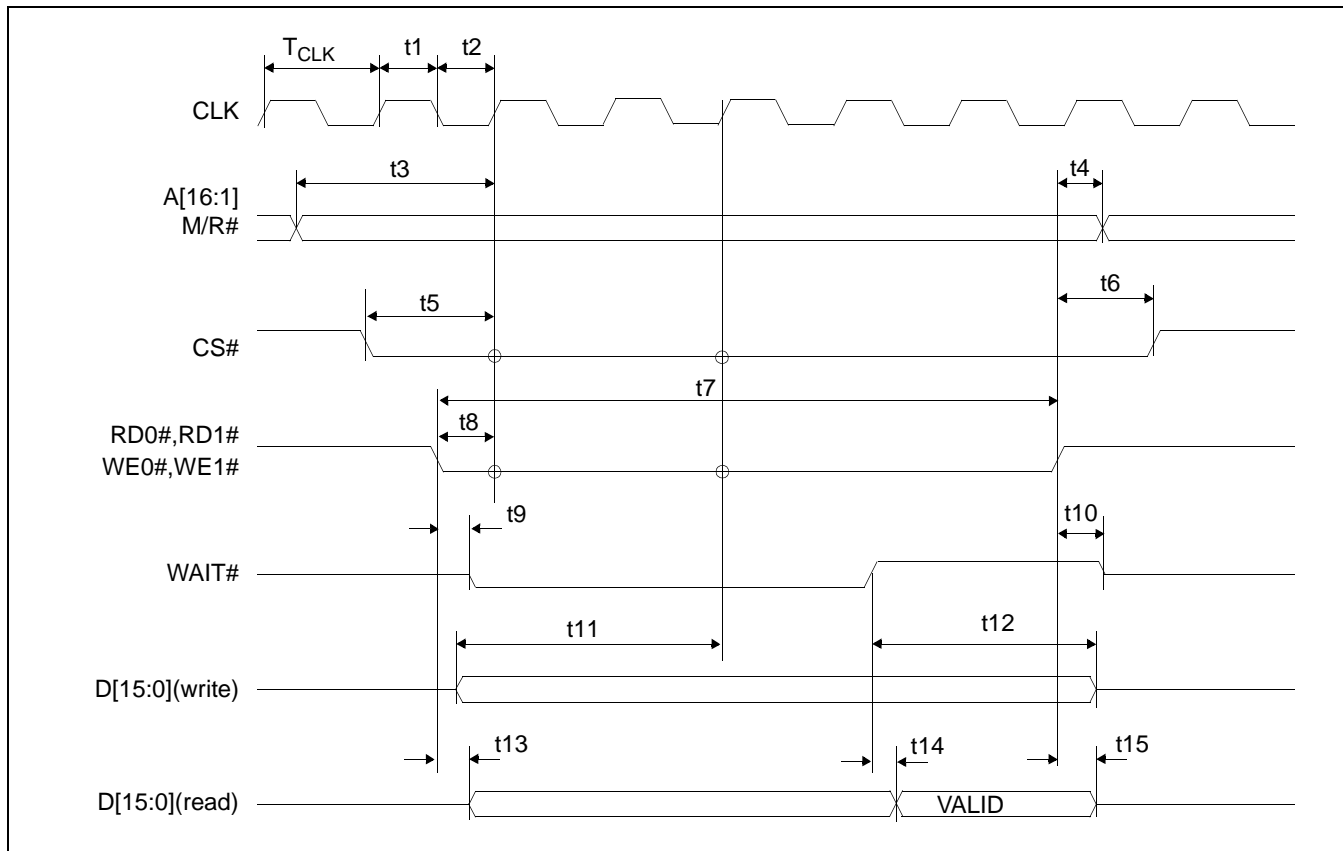 T_CLK t1 t2
CLK
t3 t4
A[16:1]
M/R#
t5 t6
CS#
t7
t8
RD0#,RD1#
WE0#,WE1#
t9 t10
WAIT#
t11 t12
D[15:0](write)
t13 t14 t15
D[15:0](read) VALID